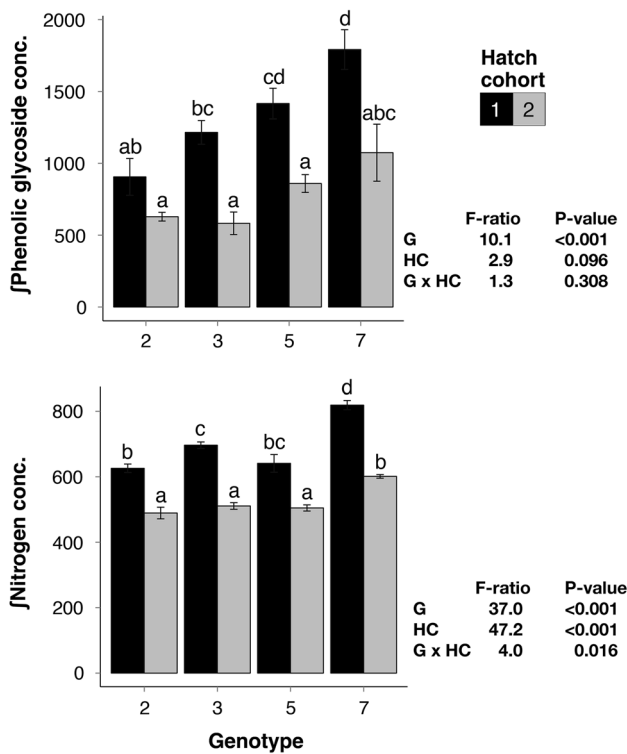 ∫Phenolic glycoside conc.
2000
1500
1000
500
0
ab
a
bc
a
cd
a
d
abc
2 3 5 7
Hatch
cohort
1 2
F-ratio P-value
G 10.1 <0.001
HC 2.9 0.096
G x HC 1.3 0.308
∫Nitrogen conc.
800
600
400
200
0
b
a
c
a
bc
a
d
b
2 3 5 7
Genotype
F-ratio P-value
G 37.0 <0.001
HC 47.2 <0.001
G x HC 4.0 0.016